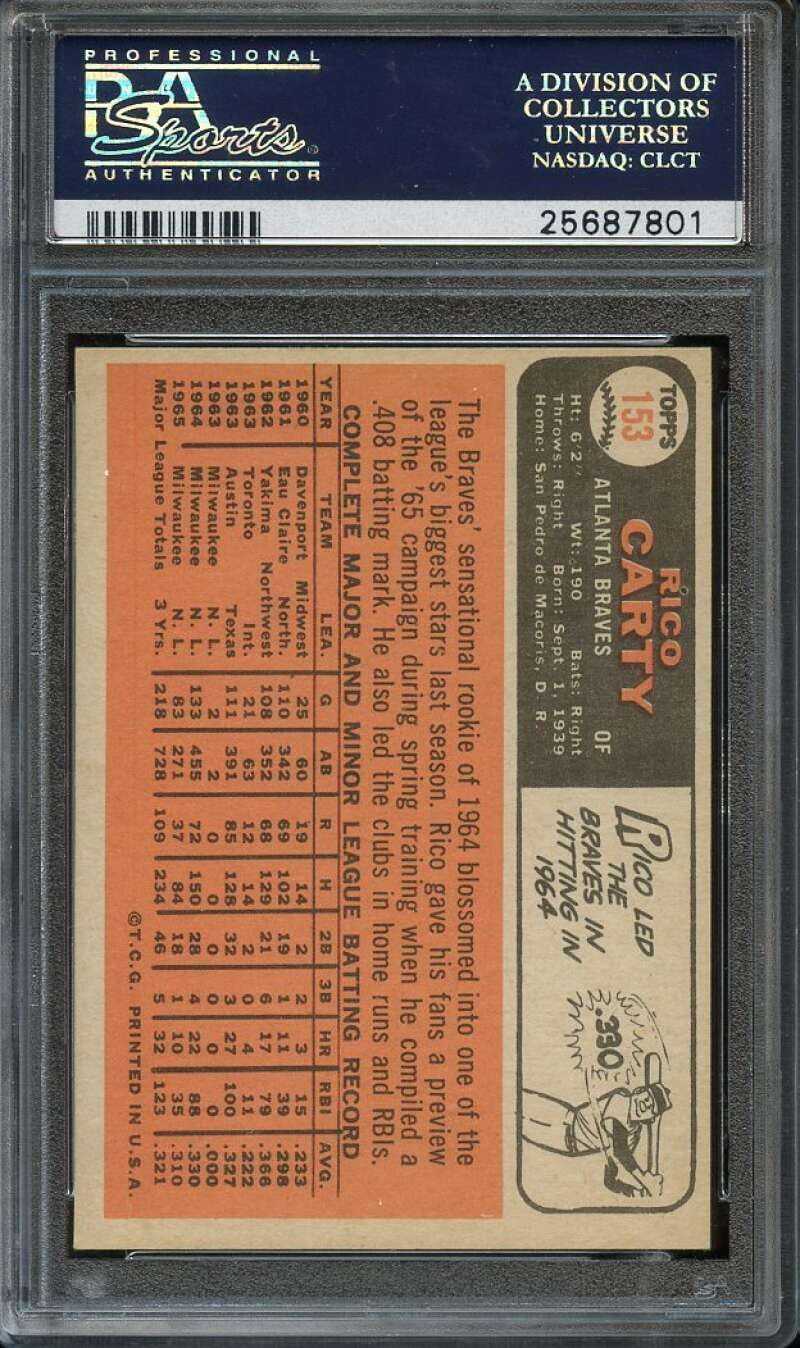 PROFESSIONAL
PSA
Sports
AUTHENTICATOR
A DIVISION OF
COLLECTORS
UNIVERSE
NASDAQ: CLCT
25687801
TOPPS
153
RICO
CARTY
ATLANTA BRAVES OF
Ht: 6'2" Wt: 190 Bats: Right
Throws: Right Born: Sept. 1, 1939
Home: San Pedro de Macoris, D. R.
RICO LED
THE
BRAVES IN
HITTING IN
1964
.330
The Braves' sensational rookie of 1964 blossomed into one of the
league's biggest stars last season. Rico gave his fans a preview
of the '65 campaign during spring training when he compiled a
.408 batting mark. He also led the clubs in home runs and RBIs.
COMPLETE MAJOR AND MINOR LEAGUE BATTING RECORD
YEAR TEAM LEA. G AB R H 2B 3B HR RBI AVG.
1960 Davenport Midwest 25 60 19 14 2 2 3 15 .233
1961 Eau Claire North. 110 342 69 102 19 1 11 39 .298
1962 Yakima Northwest 108 352 68 129 21 6 17 79 .366
1963 Toronto Int. 21 63 12 14 2 0 4 11 .222
1963 Austin Texas 111 391 85 128 32 3 27 100 .327
1963 Milwaukee N. L. 2 2 0 0 0 0 0 0 .000
1964 Milwaukee N. L. 133 455 72 150 28 4 22 88 .330
1965 Milwaukee N. L. 83 271 37 84 18 1 10 35 .310
Major League Totals 3 Yrs. 218 728 109 234 46 5 32 123 .321
©T.C.G. PRINTED IN U.S.A.